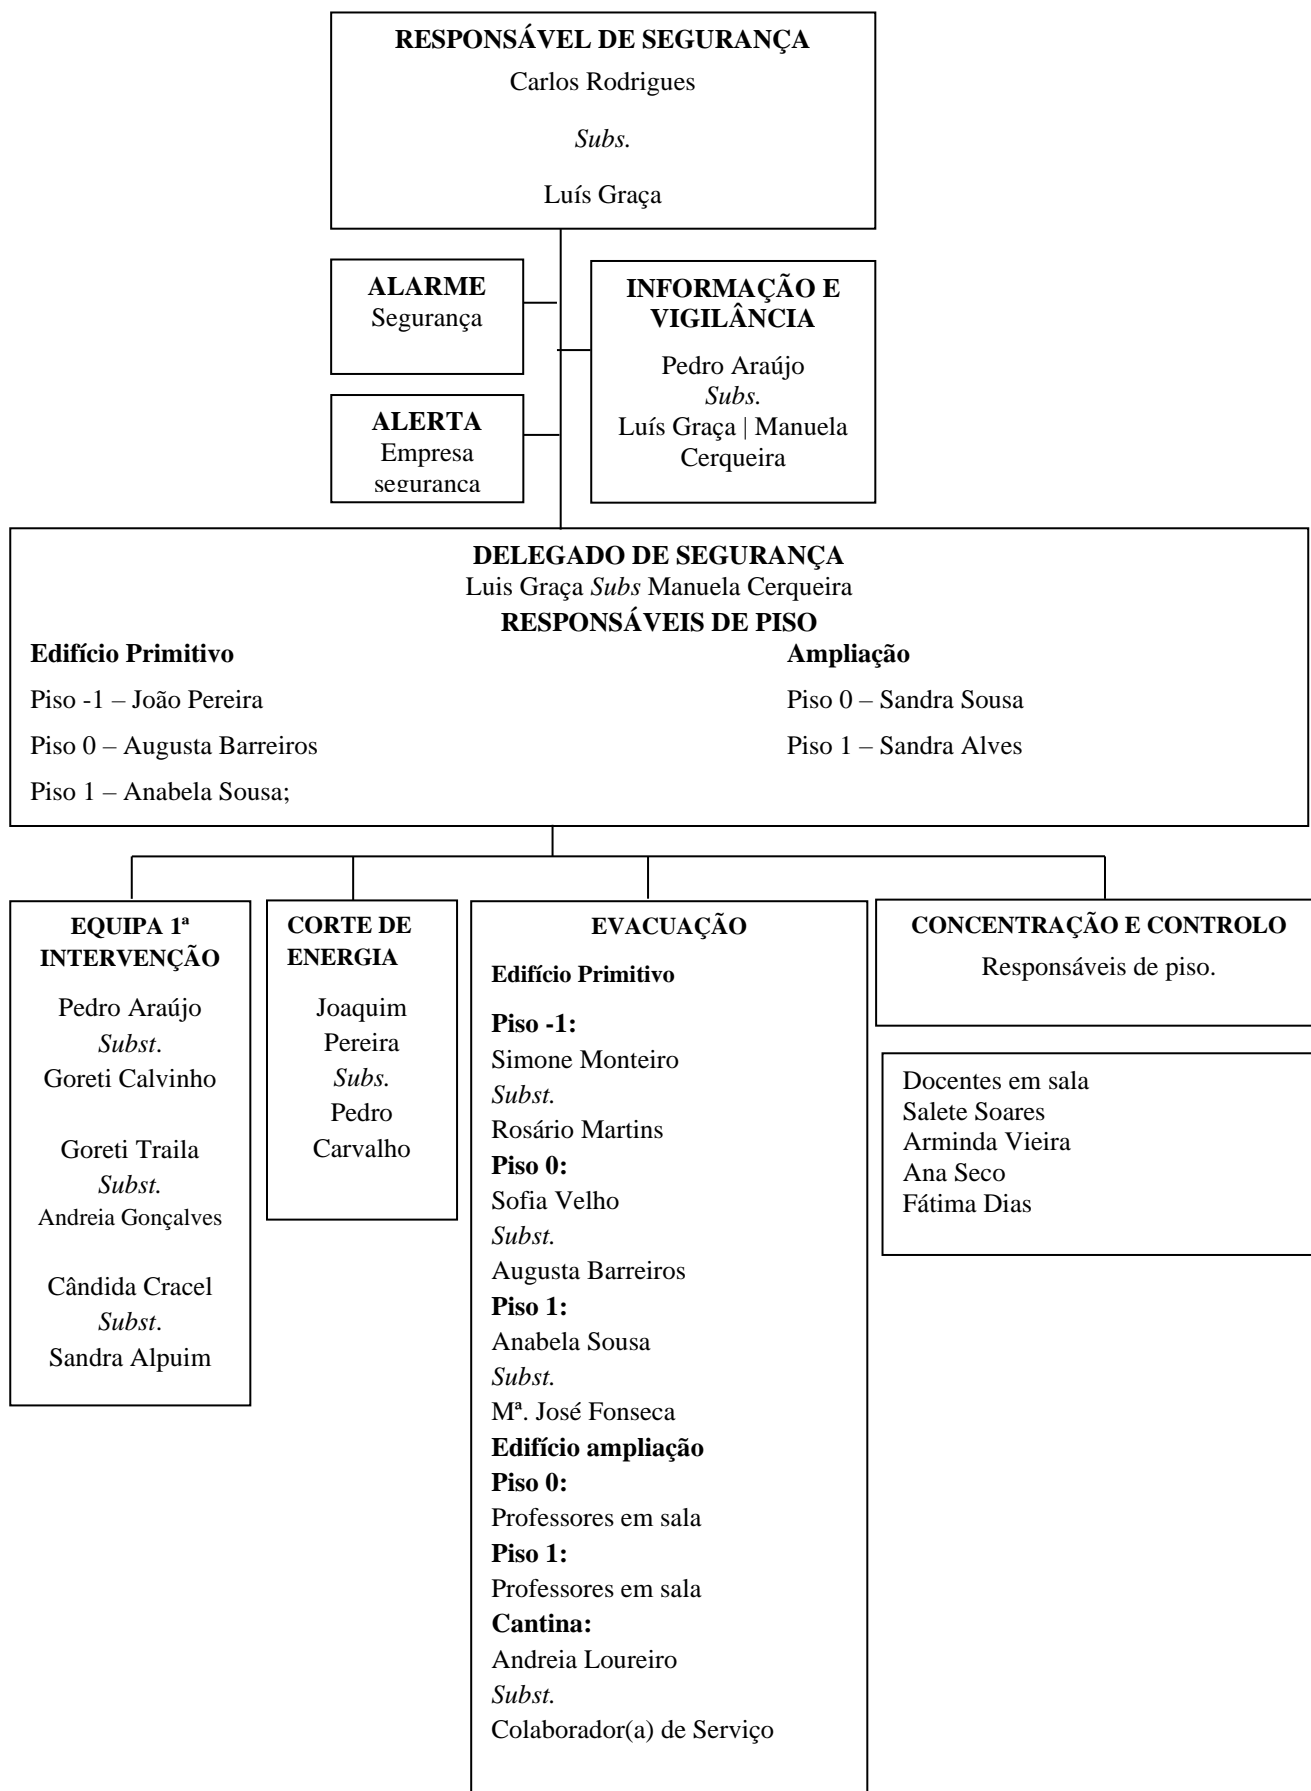 RESPONSÁVEL DE SEGURANÇA
Carlos Rodrigues
Subs.
Luís Graça
ALARME
Segurança
INFORMAÇÃO E
VIGILÂNCIA
Pedro Araújo
Subs.
Luís Graça | Manuela
Cerqueira
ALERTA
Empresa
seguranca
DELEGADO DE SEGURANÇA
Luis Graça Subs Manuela Cerqueira
RESPONSÁVEIS DE PISO
Edifício Primitivo
Piso -1 – João Pereira
Piso 0 – Augusta Barreiros
Piso 1 – Anabela Sousa;
Ampliação
Piso 0 – Sandra Sousa
Piso 1 – Sandra Alves
EQUIPA 1ª
INTERVENÇÃO
Pedro Araújo
Subst.
Goreti Calvinho
Goreti Traila
Subst.
Andreia Gonçalves
Cândida Cracel
Subst.
Sandra Alpuim
CORTE DE
ENERGIA
Joaquim
Pereira
Subs.
Pedro
Carvalho
EVACUAÇÃO
Edifício Primitivo
Piso -1:
Simone Monteiro
Subst.
Rosário Martins
Piso 0:
Sofia Velho
Subst.
Augusta Barreiros
Piso 1:
Anabela Sousa
Subst.
Mª. José Fonseca
Edifício ampliação
Piso 0:
Professores em sala
Piso 1:
Professores em sala
Cantina:
Andreia Loureiro
Subst.
Colaborador(a) de Serviço
CONCENTRAÇÃO E CONTROLO
Responsáveis de piso.
Docentes em sala
Salete Soares
Arminda Vieira
Ana Seco
Fátima Dias